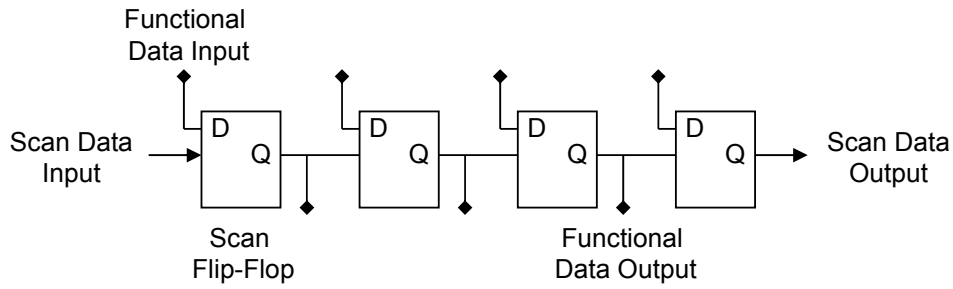 Functional
Data Input
D
Q
D
Q
D
Q
D
Q
Scan Data
Input
Scan Data
Output
Scan
Flip-Flop
Functional
Data Output